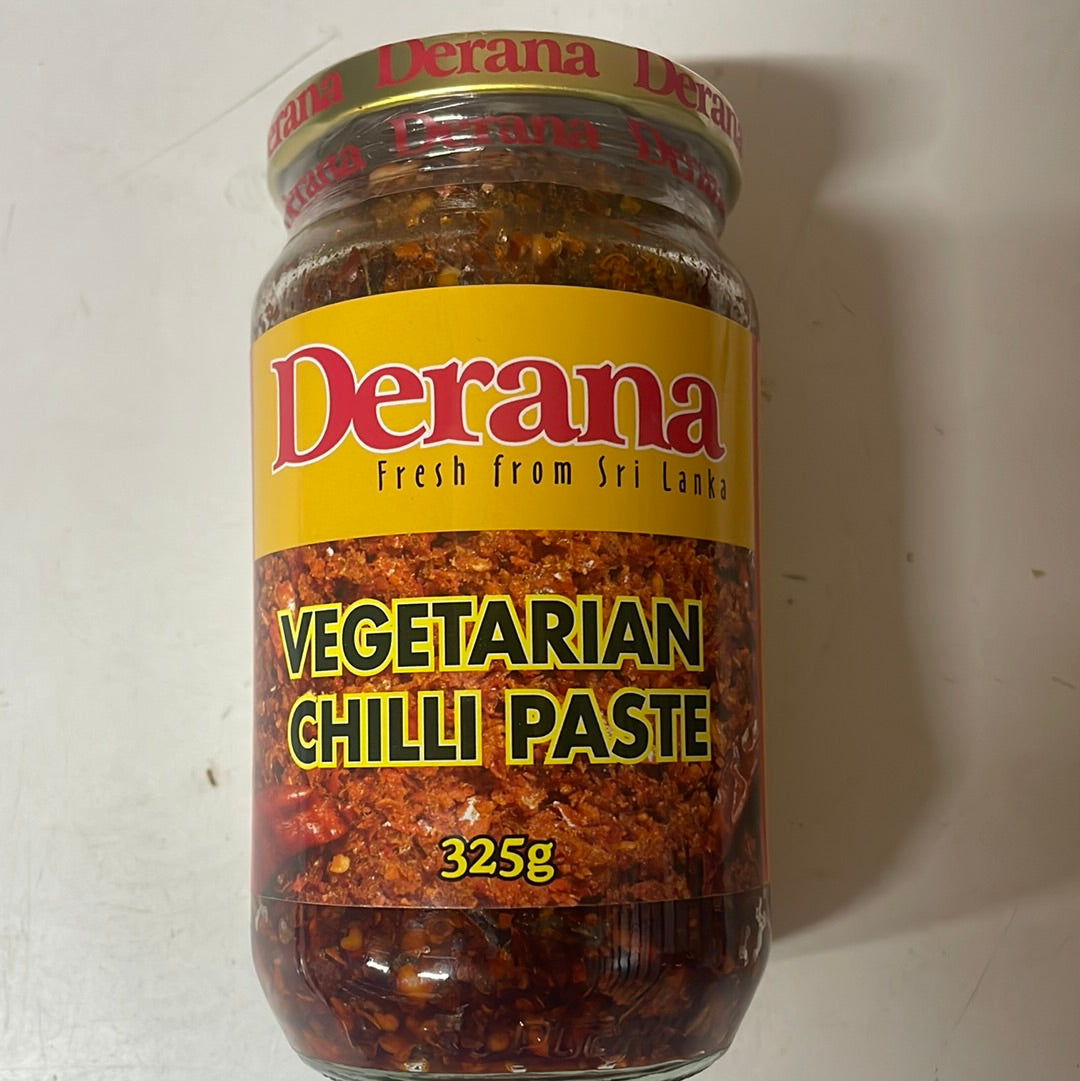 Derana Derana Derana
Derana
Fresh from Sri Lanka
VEGETARIAN
CHILLI PASTE
325g